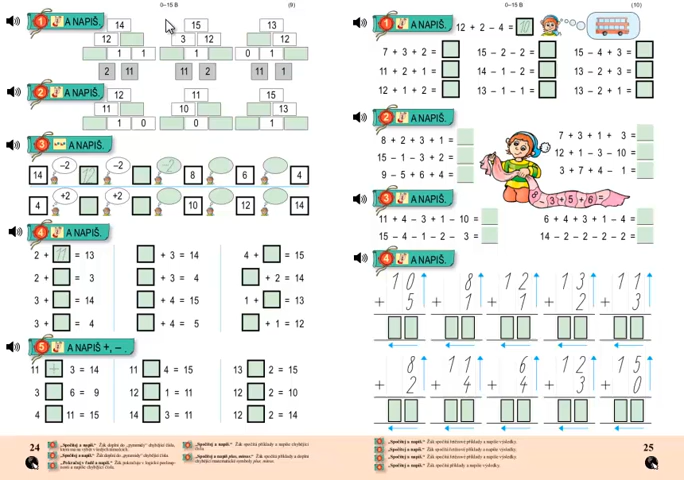 0–15 B (9)
1 A NAPIŠ.
14
12
1 1
2 11
15
3 12
1
11 2
13
12
0 1
11 1
2 A NAPIŠ.
12
11
1 0
11
10
1
15
13
1
3 A NAPIŠ.
14 –2 12 –2 –2 8 6 4
4 +2 +2 10 12 14
4 A NAPIŠ.
2 + 11 = 13 + 3 = 14 4 + = 15
2 + = 3 + 3 = 4 + 2 = 14
3 + = 14 + 4 = 15 1 + = 13
3 + = 4 + 4 = 5 + 1 = 12
5 A NAPIŠ +, – .
11 + 3 = 14 11 4 = 15 13 2 = 15
3 6 = 9 12 1 = 11 12 2 = 10
4 11 = 15 14 3 = 11 12 2 = 14
24
0–15 B (10)
1 A NAPIŠ. 12 + 2 – 4 = 10
7 + 3 + 2 = 15 – 2 – 2 = 15 – 4 + 3 =
11 + 2 + 1 = 14 – 1 – 2 = 13 – 2 + 3 =
12 + 1 + 2 = 13 – 1 – 1 = 13 – 2 + 1 =
2 A NAPIŠ.
8 + 2 + 3 + 1 =
15 – 1 – 3 + 2 =
9 – 5 + 6 + 4 =
7 + 3 + 1 + 3 =
12 + 1 – 3 – 10 =
3 + 7 + 4 – 1 =
8 – 3 + 5 + 6 =
3 A NAPIŠ.
11 + 4 – 3 + 1 – 10 = 6 + 4 + 3 + 1 – 4 =
15 – 4 – 1 – 2 – 3 = 14 – 2 – 2 – 2 – 2 =
4 A NAPIŠ.
10 8 12 13 11
+ 5 + 1 + 1 + 2 + 3
8 11 6 12 15
+ 2 + 4 + 4 + 3 + 0
25